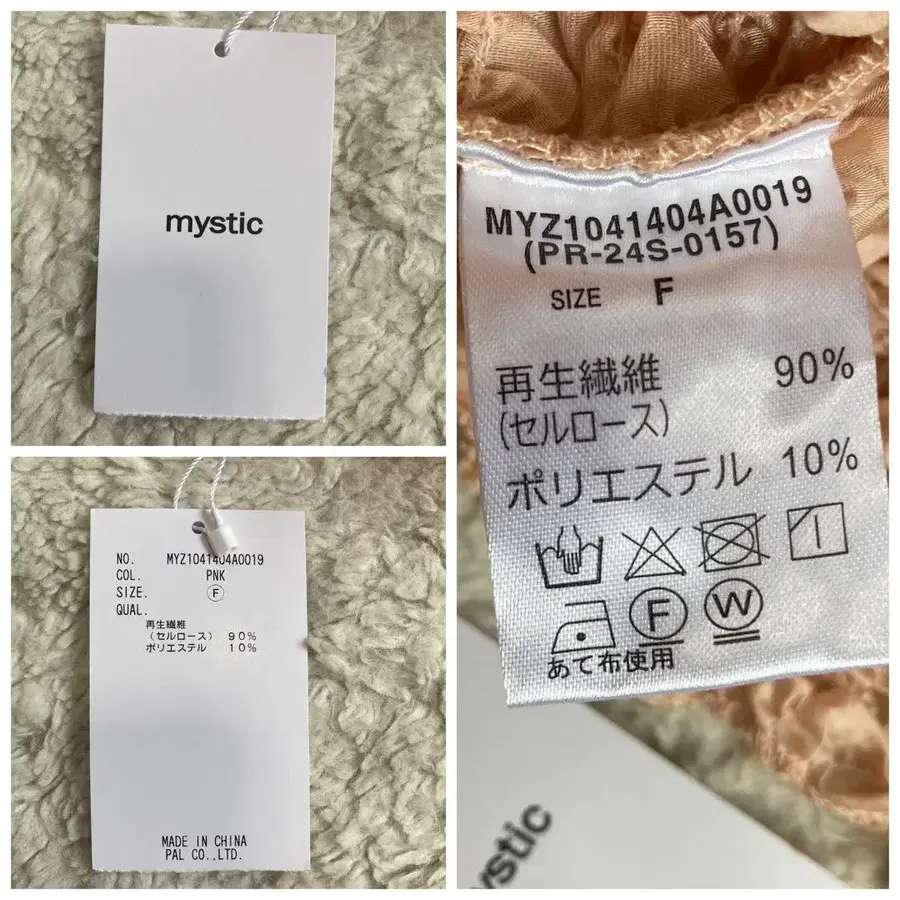 mystic
NO. MYZ1041404A0019
COL. PNK
SIZE. F
QUAL.
再生繊維
(セルロース) 90%
ポリエステル 10%
MADE IN CHINA
PAL CO.,LTD.
MYZ1041404A0019
(PR-24S-0157)
SIZE F
再生繊維 90%
(セルロース)
ポリエステル 10%
F W
あて布使用
ystic